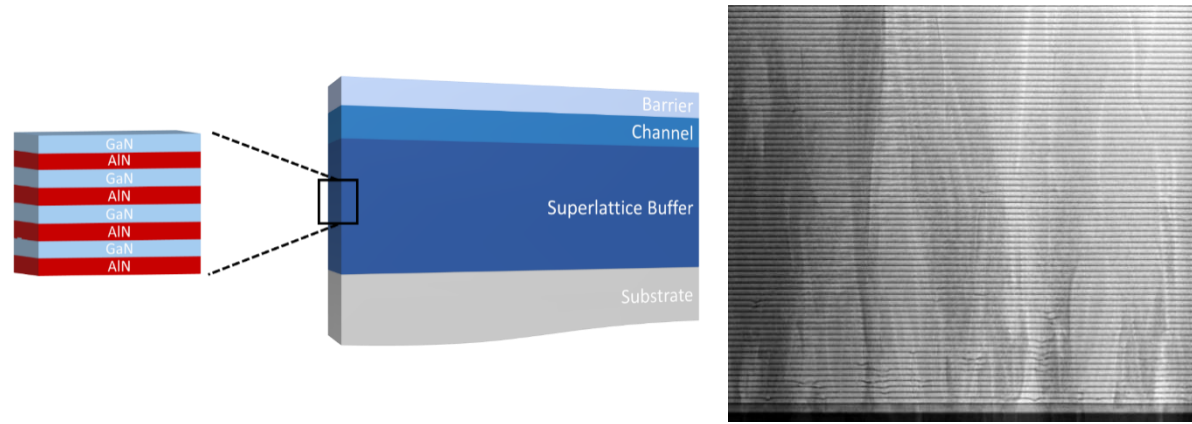 GaN
AlN
GaN
AlN
GaN
AlN
GaN
AlN
Barrier
Channel
Superlattice Buffer
Substrate